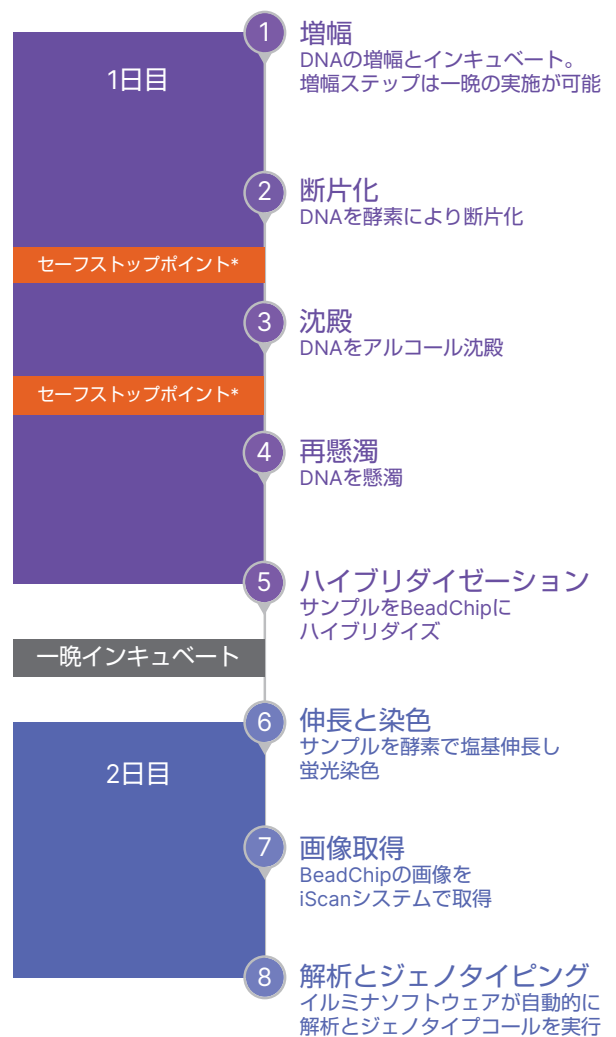 1
増幅
DNAの増幅とインキュベート。
増幅ステップは一晩の実施が可能
1日目
2
断片化
DNAを酵素により断片化
セーフストップポイント*
3
沈殿
DNAをアルコール沈殿
セーフストップポイント*
4
再懸濁
DNAを懸濁
5
ハイブリダイゼーション
サンプルをBeadChipに
ハイブリダイズ
一晩インキュベート
6
伸長と染色
サンプルを酵素で塩基伸長し
蛍光染色
2日目
7
画像取得
BeadChipの画像を
iScanシステムで取得
8
解析とジェノタイピング
イルミナソフトウェアが自動的に
解析とジェノタイプコールを実行